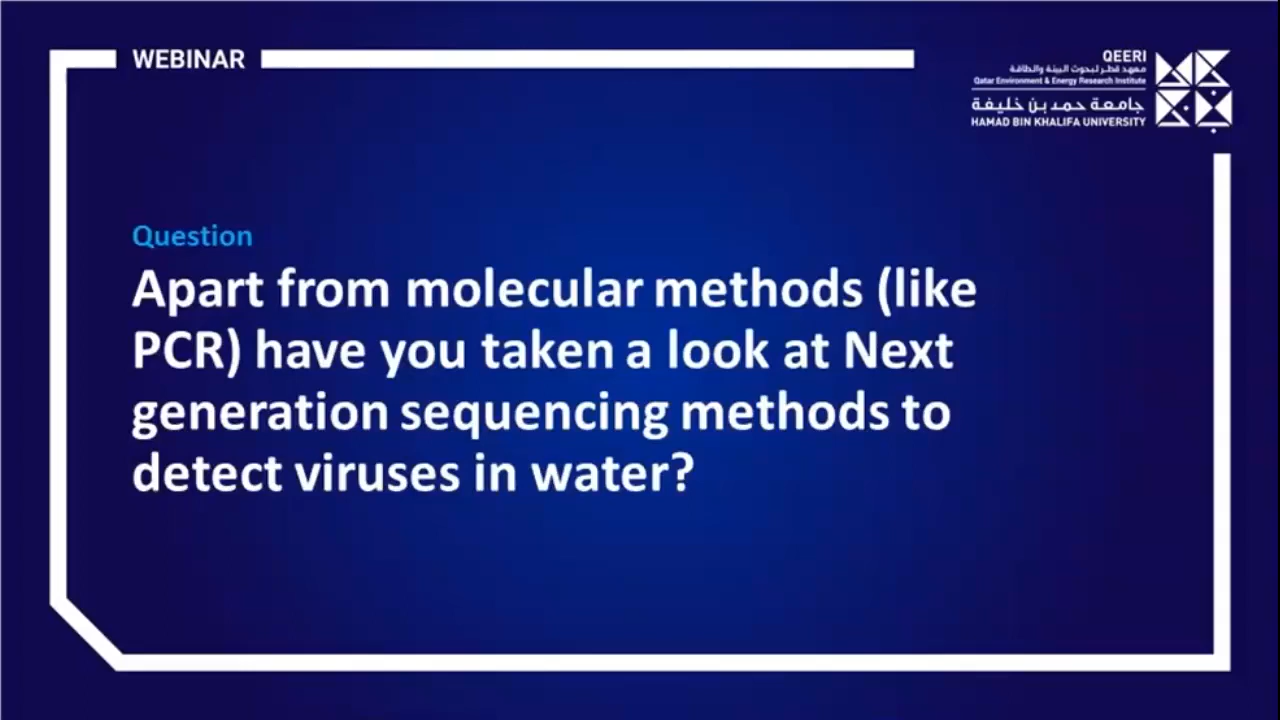 WEBINAR
QEERI
معهد قطر لبحوث البيئة والطاقة
Qatar Environment & Energy Research Institute
جامعة حمد بن خليفة
HAMAD BIN KHALIFA UNIVERSITY
Question
Apart from molecular methods (like
PCR) have you taken a look at Next
generation sequencing methods to
detect viruses in water?